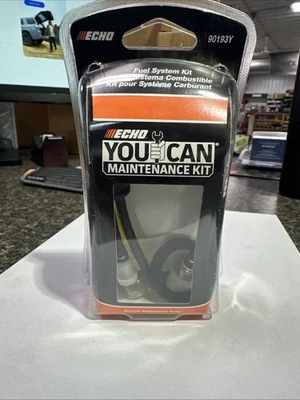 ECHO
90193Y
Fuel System Kit
Sistema Combustible
Kit pour Système Carburant
ECHO
YOU CAN
MAINTENANCE KIT